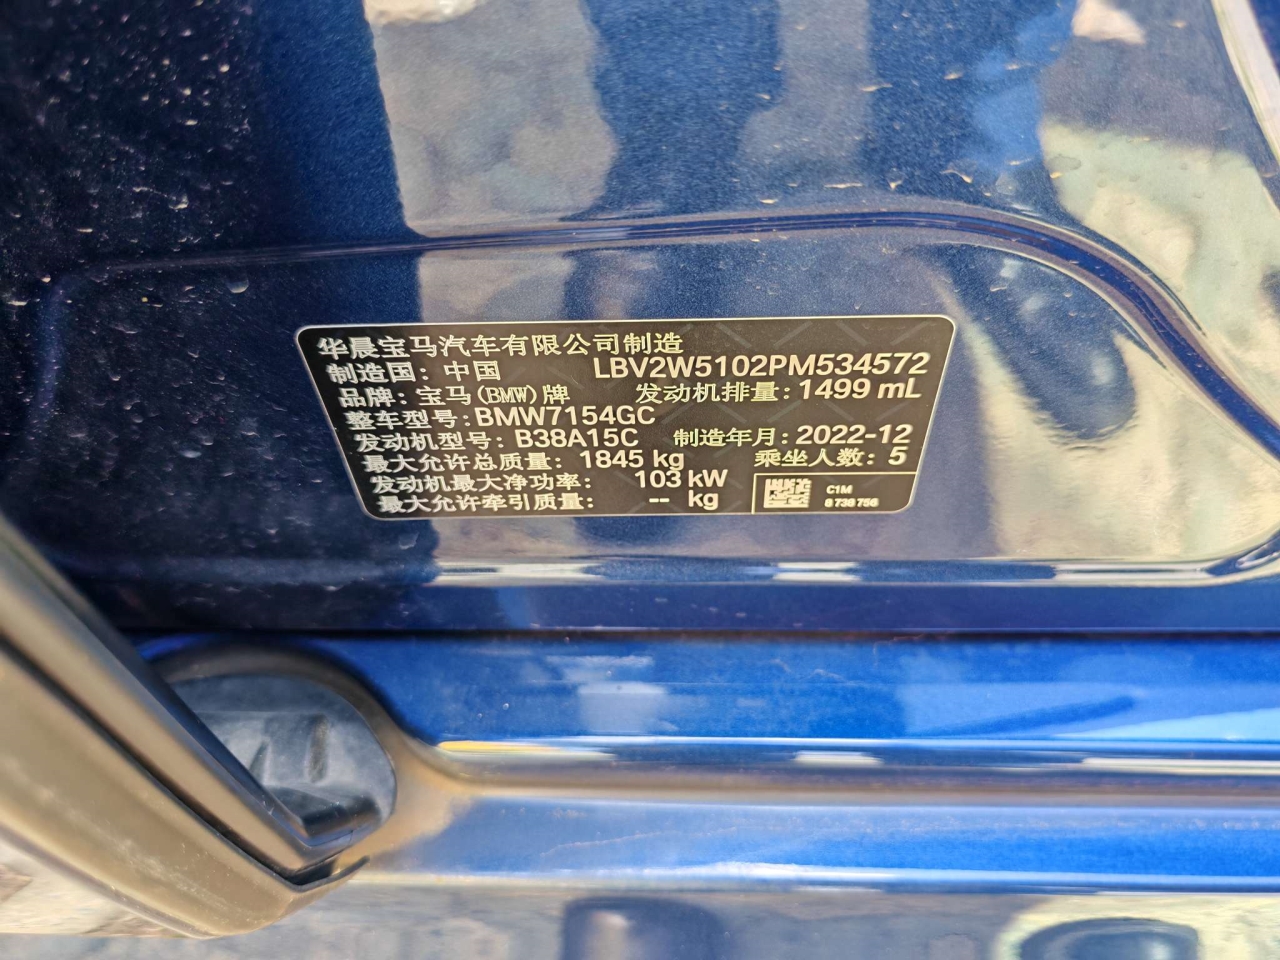 华晨宝马汽车有限公司制造
制造国: 中国 LBV2W5102PM534572
品牌: 宝马(BMW)牌 发动机排量: 1499 mL
整车型号: BMW7154GC
发动机型号: B38A15C 制造年月: 2022-12
最大允许总质量: 1845 kg 乘坐人数: 5
发动机最大净功率: 103 kW
最大允许牵引质量: -- kg
C1M
8 738 756